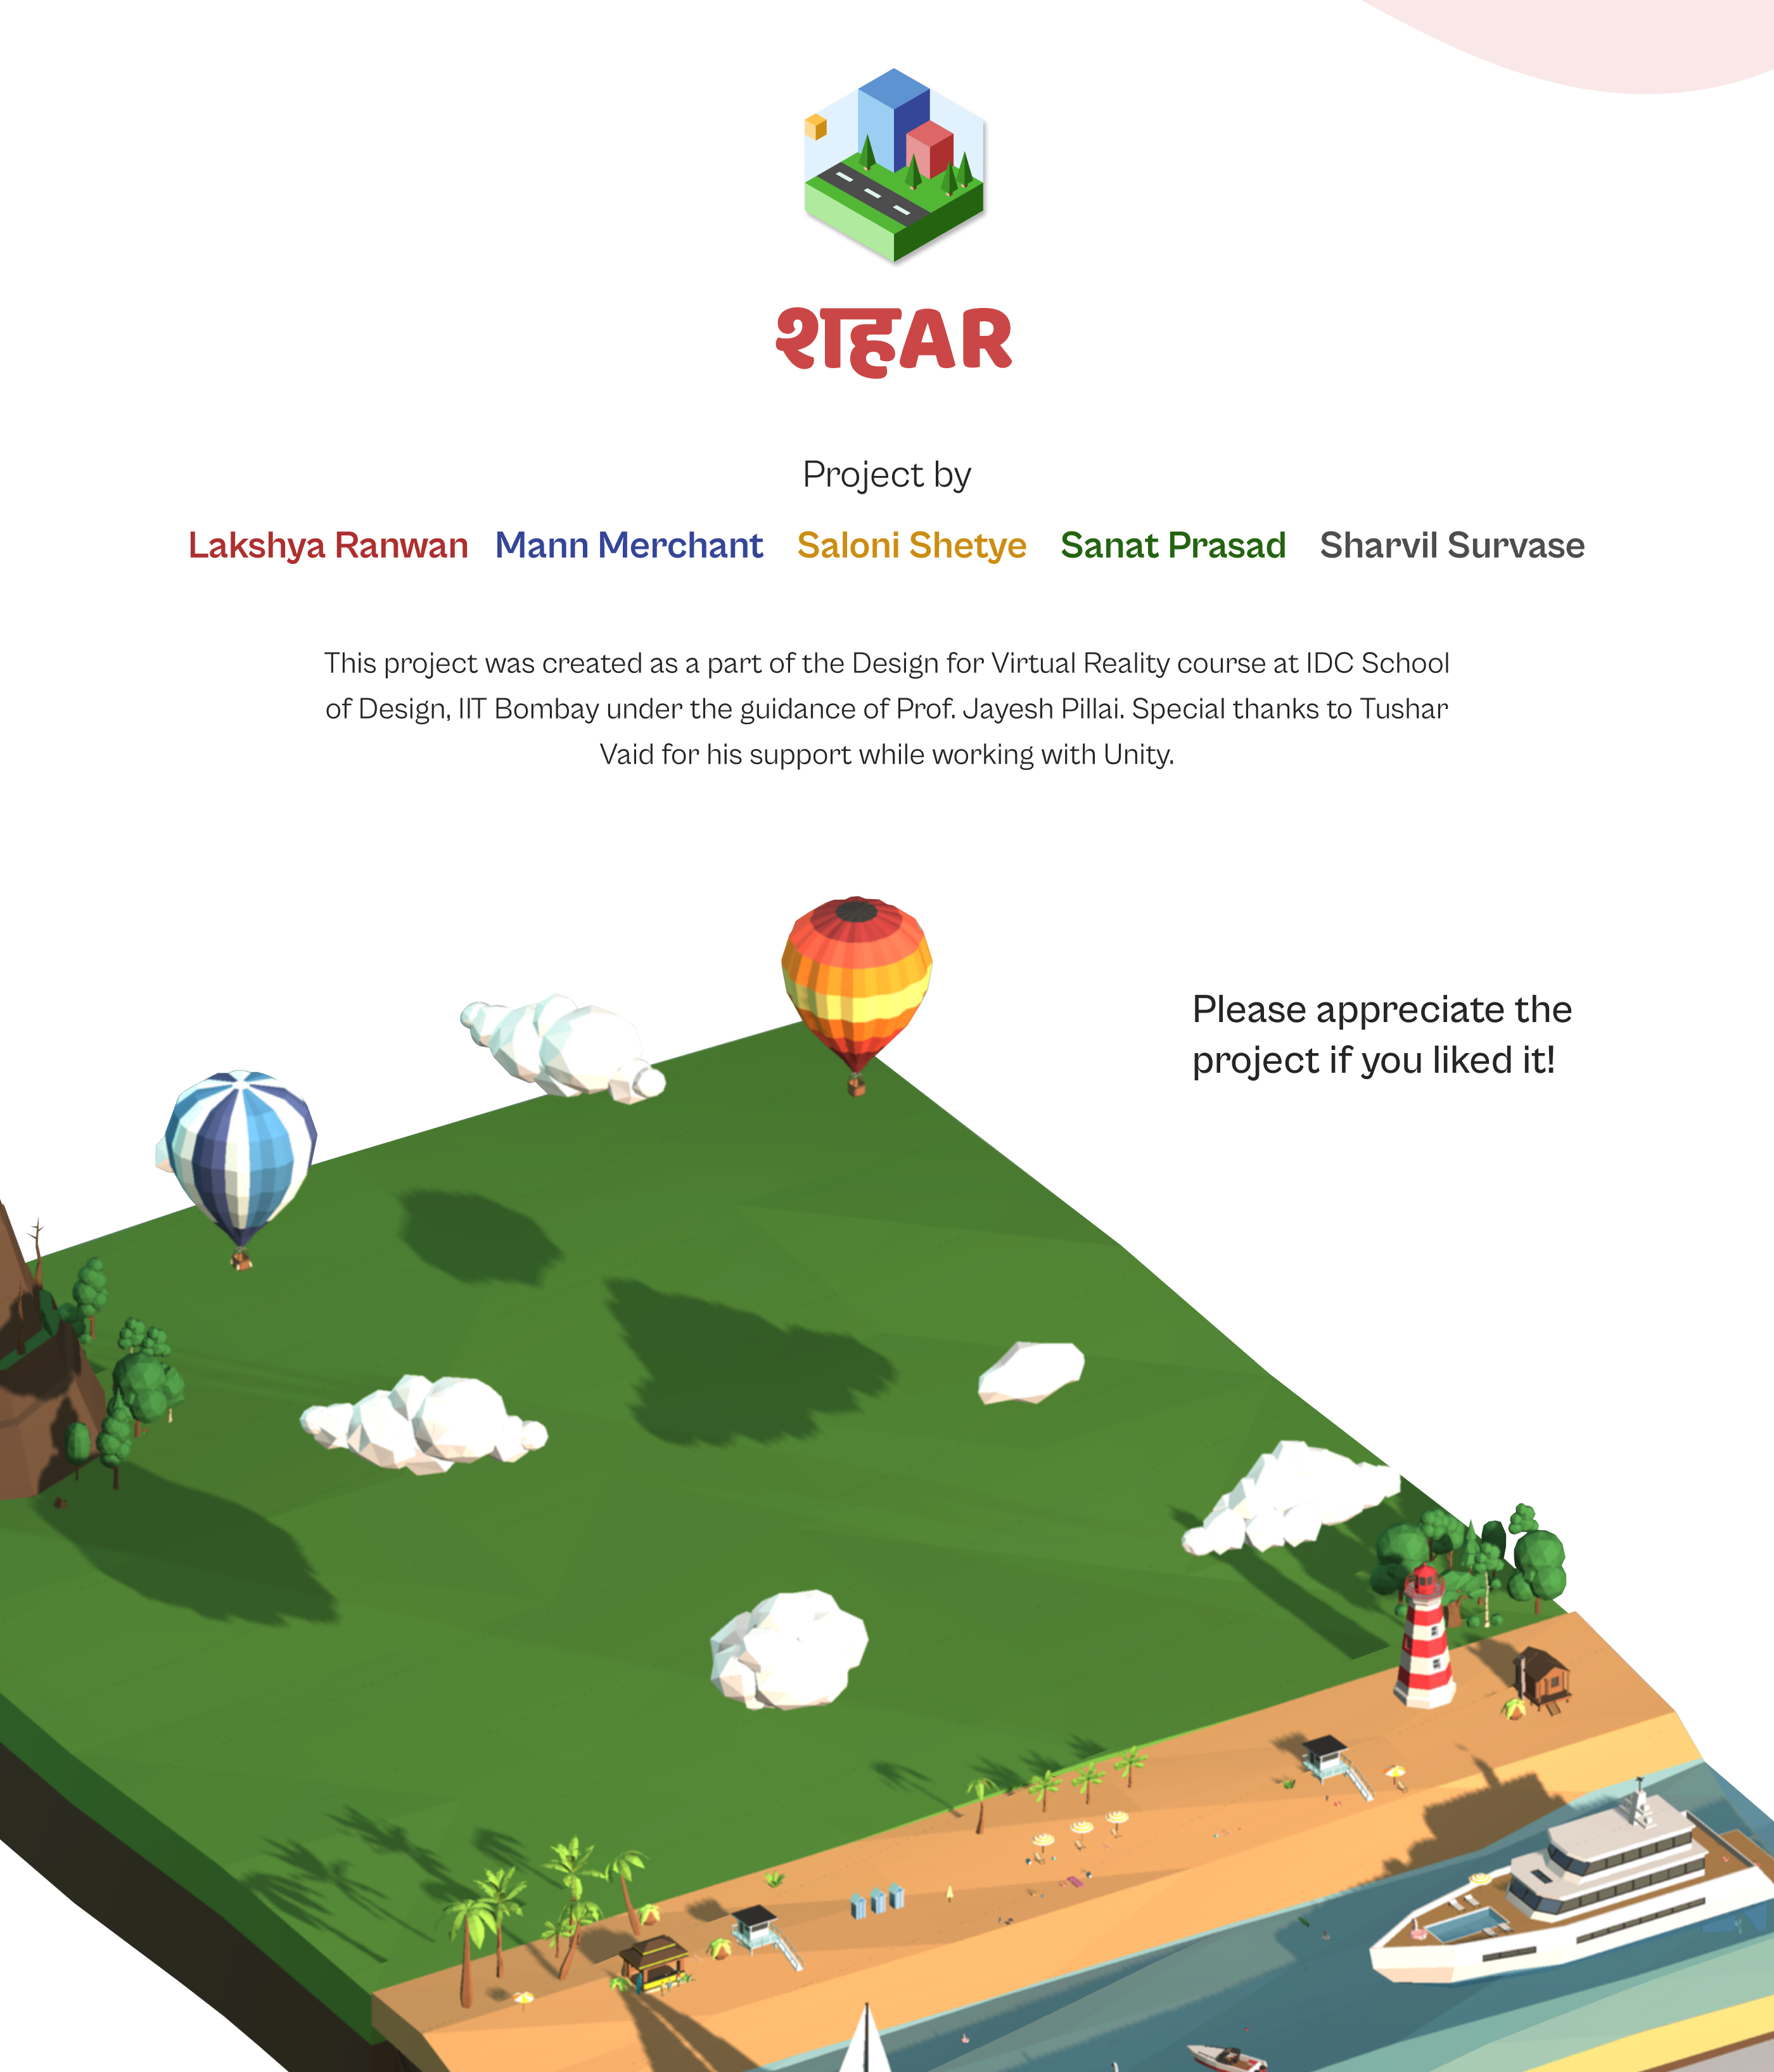 शहAR
Project by
Lakshya Ranwan Mann Merchant Saloni Shetye Sanat Prasad Sharvil Survase
This project was created as a part of the Design for Virtual Reality course at IDC School
of Design, IIT Bombay under the guidance of Prof. Jayesh Pillai. Special thanks to Tushar
Vaid for his support while working with Unity.
Please appreciate the
project if you liked it!